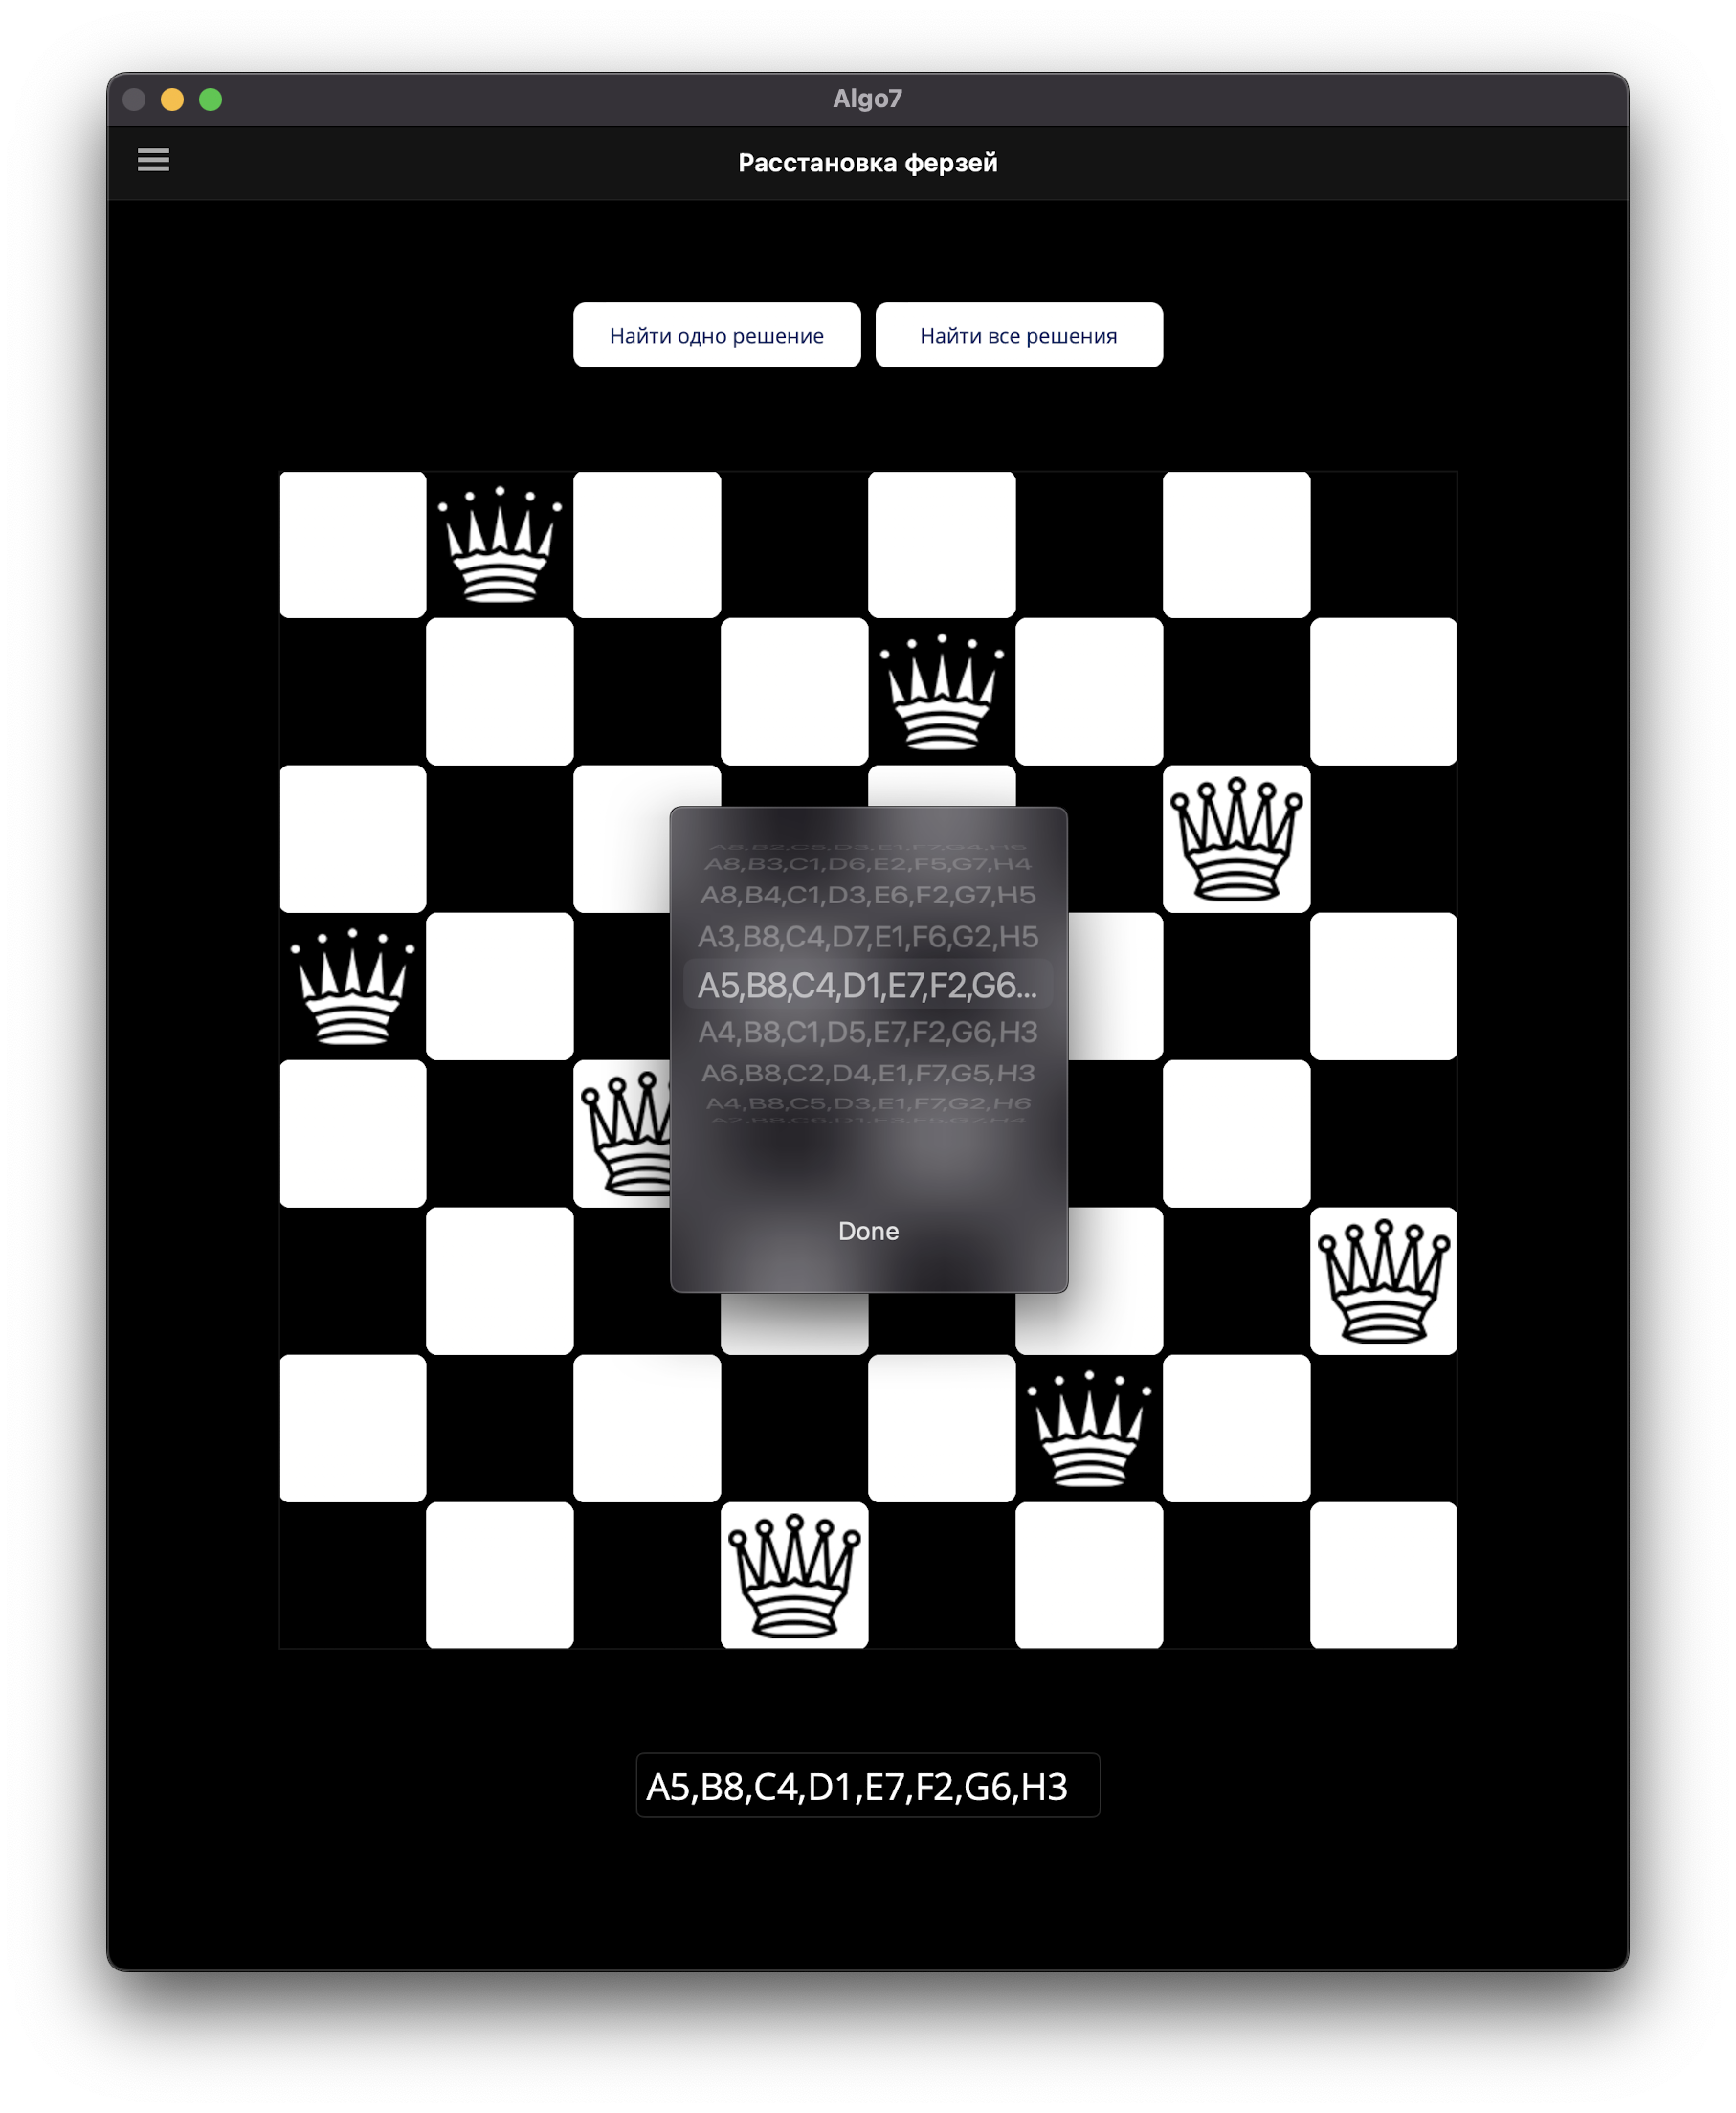 Algo7
Расстановка ферзей
Найти одно решение
Найти все решения
A8,B3,C1,D6,E2,F5,G7,H4
A8,B4,C1,D3,E6,F2,G7,H5
A3,B8,C4,D7,E1,F6,G2,H5
A5,B8,C4,D1,E7,F2,G6...
A4,B8,C1,D5,E7,F2,G6,H3
A6,B8,C2,D4,E1,F7,G5,H3
A4,B8,C5,D3,E1,F7,G2,H6
Done
A5,B8,C4,D1,E7,F2,G6,H3